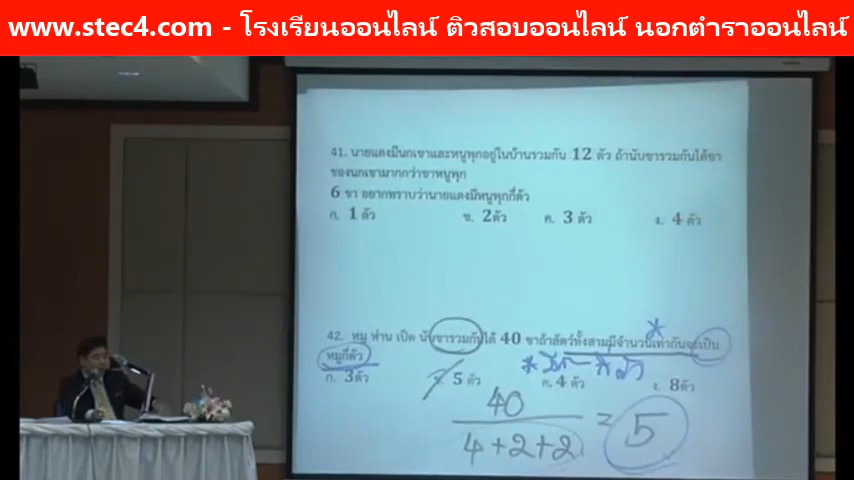 www.stec4.com - โรงเรียนออนไลน์ ติวสอบออนไลน์ นอกตำราออนไลน์
41. นายแดงมีนกเขาและหนูพุกอยู่ในบ้านรวมกัน 12 ตัว ถ้านับขารวมกันได้ขา
ของนกเขามากกว่าขาหนูพุก
6 ขา อยากทราบว่านายแดงมีหนูพุกกี่ตัว
ก. 1 ตัว ข. 2ตัว ค. 3 ตัว ง. 4 ตัว
42. หมู ห่าน เป็ด นับขารวมกันได้ 40 ขาถ้าสัตว์ทั้งสามมีจำนวนเท่ากันจะเป็น
หมูกี่ตัว
ก. 3ตัว ข. 5 ตัว ค. 4 ตัว ง. 8ตัว
40
4+2+2
= 5